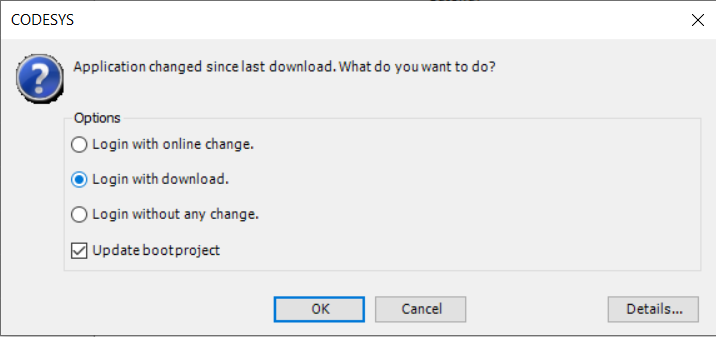 CODESYS
Application changed since last download. What do you want to do?
Options
Login with online change.
Login with download.
Login without any change.
Update bootproject
OK Cancel Details...